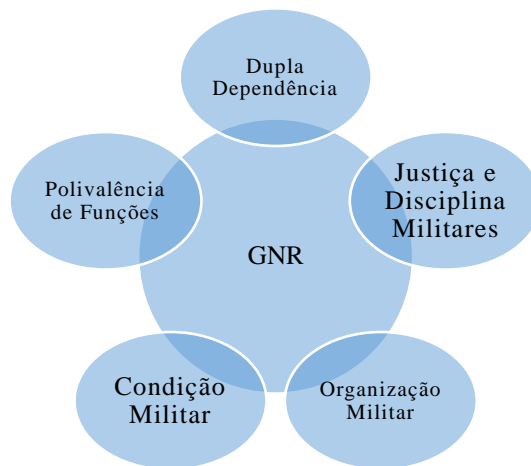 Dupla
Dependência
Justiça e
Disciplina
Militares
Polivalência
de Funções
GNR
Condição
Militar
Organização
Militar